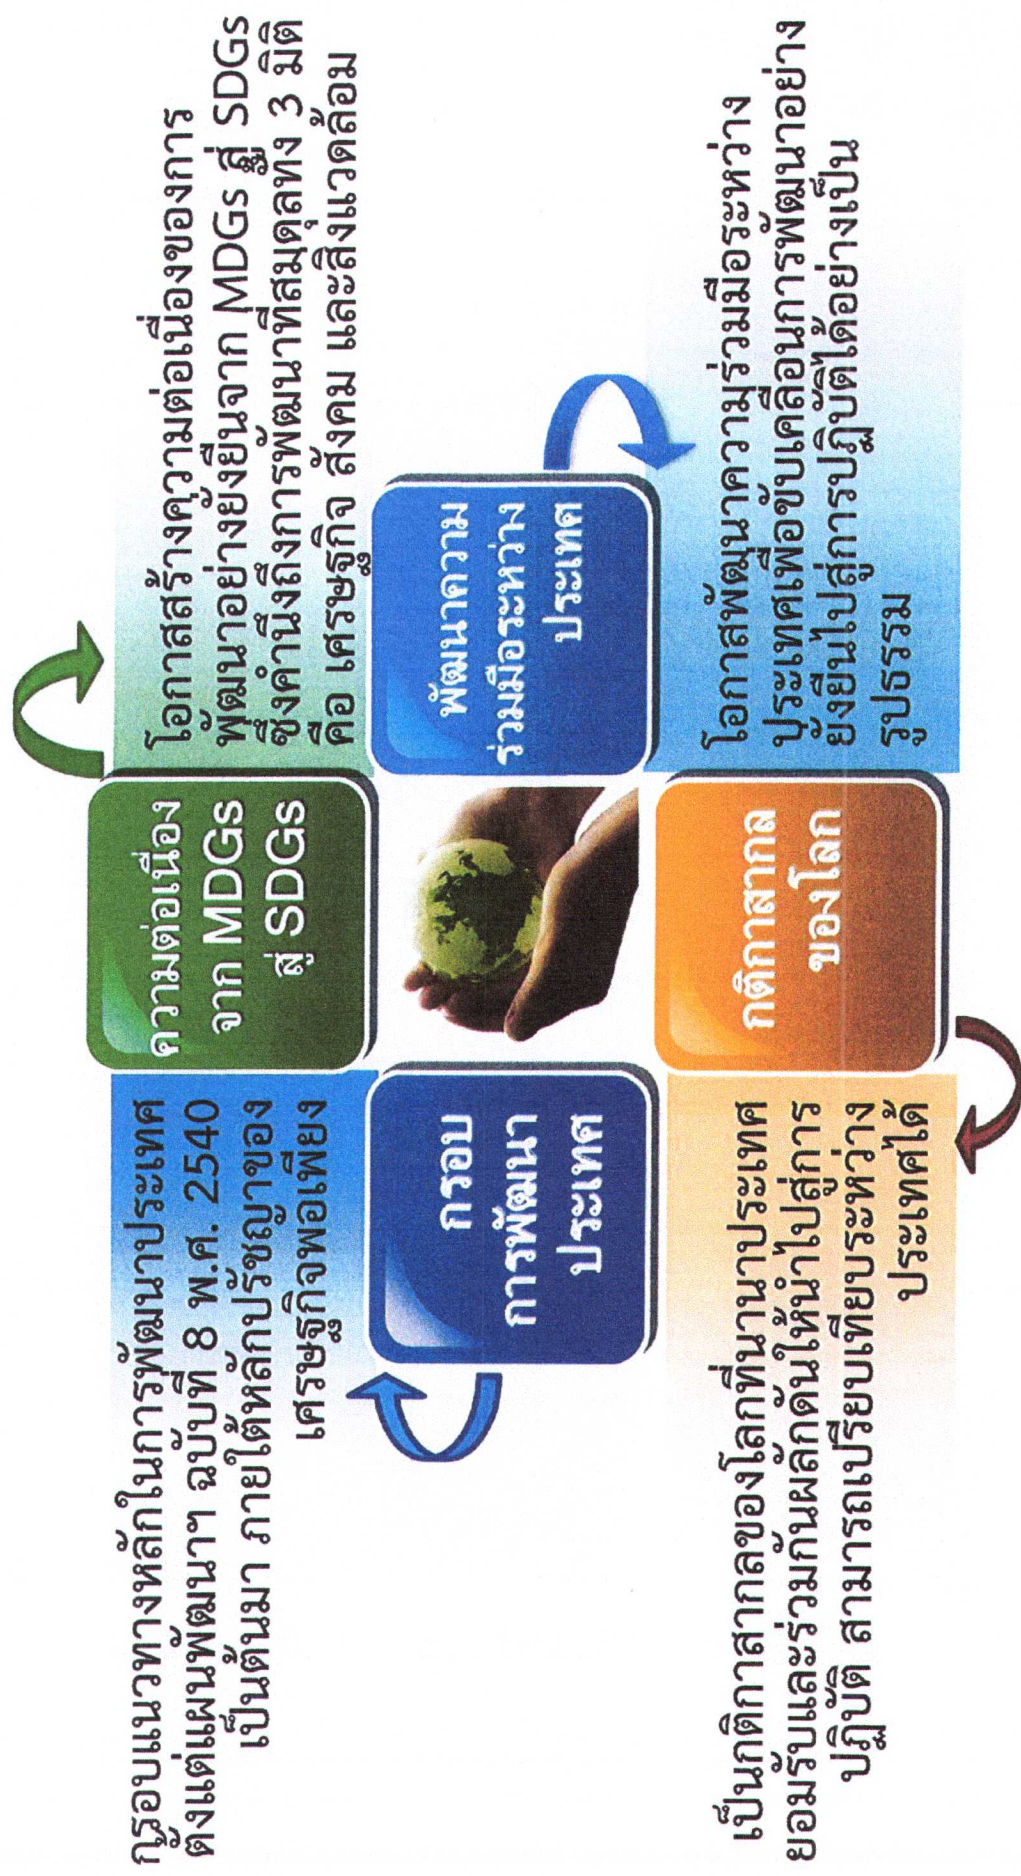 กรอบแนวทางหลักในการพัฒนาประเทศ
ตั้งแต่แผนพัฒนาฯ ฉบับที่ 8 พ.ศ. 2540
เป็นต้นมา ภายใต้หลักปรัชญาของ
เศรษฐกิจพอเพียง
ความต่อเนื่อง
จาก MDGs
สู่ SDGs
โอกาสสร้างความต่อเนื่องของการ
พัฒนาอย่างยั่งยืนจาก MDGs สู่ SDGs
ซึ่งคำนึงถึงการพัฒนาที่สมดุลทั้ง 3 มิติ
คือ เศรษฐกิจ สังคม และสิ่งแวดล้อม
กรอบ
การพัฒนา
ประเทศ
พัฒนาความ
ร่วมมือระหว่าง
ประเทศ
เป็นกติกาสากลของโลกที่นานาประเทศ
ยอมรับและร่วมกันผลักดันให้นำไปสู่การ
ปฏิบัติ สามารถเปรียบเทียบระหว่าง
ประเทศได้
กติกาสากล
ของโลก
โอกาสพัฒนาความร่วมมือระหว่าง
ประเทศเพื่อขับเคลื่อนการพัฒนาอย่าง
ยั่งยืนไปสู่การปฏิบัติได้อย่างเป็น
รูปธรรม